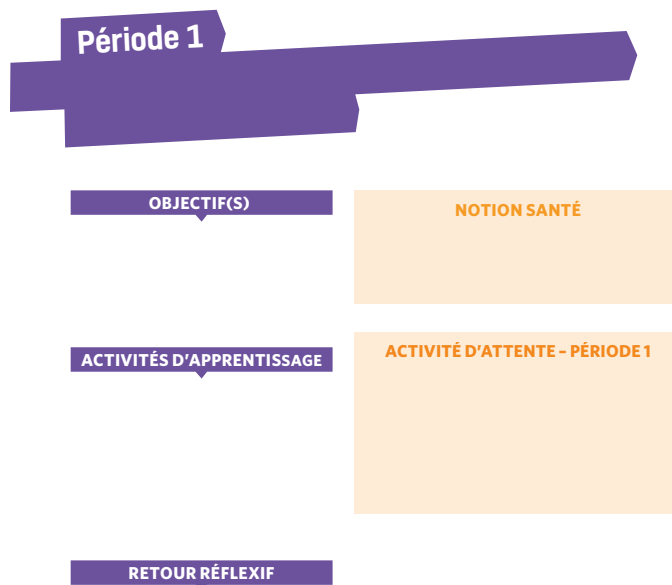 Période 1
OBJECTIF(S)
NOTION SANTÉ
ACTIVITÉS D'APPRENTISSAGE
ACTIVITÉ D'ATTENTE – PÉRIODE 1
RETOUR RÉFLEXIF